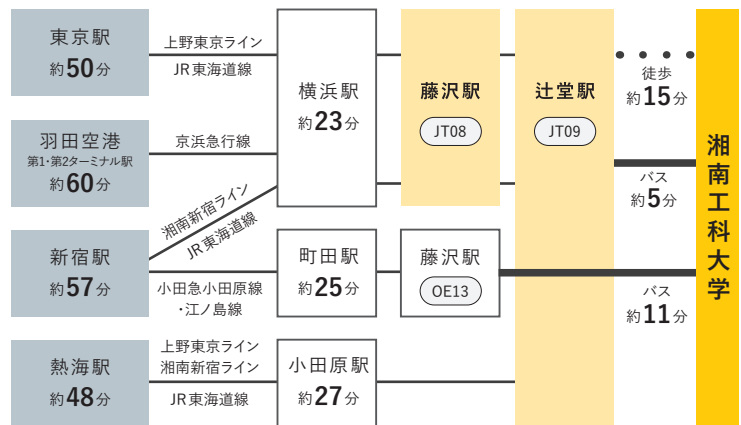 東京駅
約50分
上野東京ライン
JR東海道線
羽田空港
第1・第2ターミナル駅
約60分
京浜急行線
横浜駅
約23分
藤沢駅
JT08
辻堂駅
JT09
徒歩
約15分
バス
約5分
湘南新宿ライン
JR東海道線
新宿駅
約57分
小田急小田原線
・江ノ島線
町田駅
約25分
藤沢駅
OE13
バス
約11分
熱海駅
約48分
上野東京ライン
湘南新宿ライン
JR東海道線
小田原駅
約27分
湘南工科大学